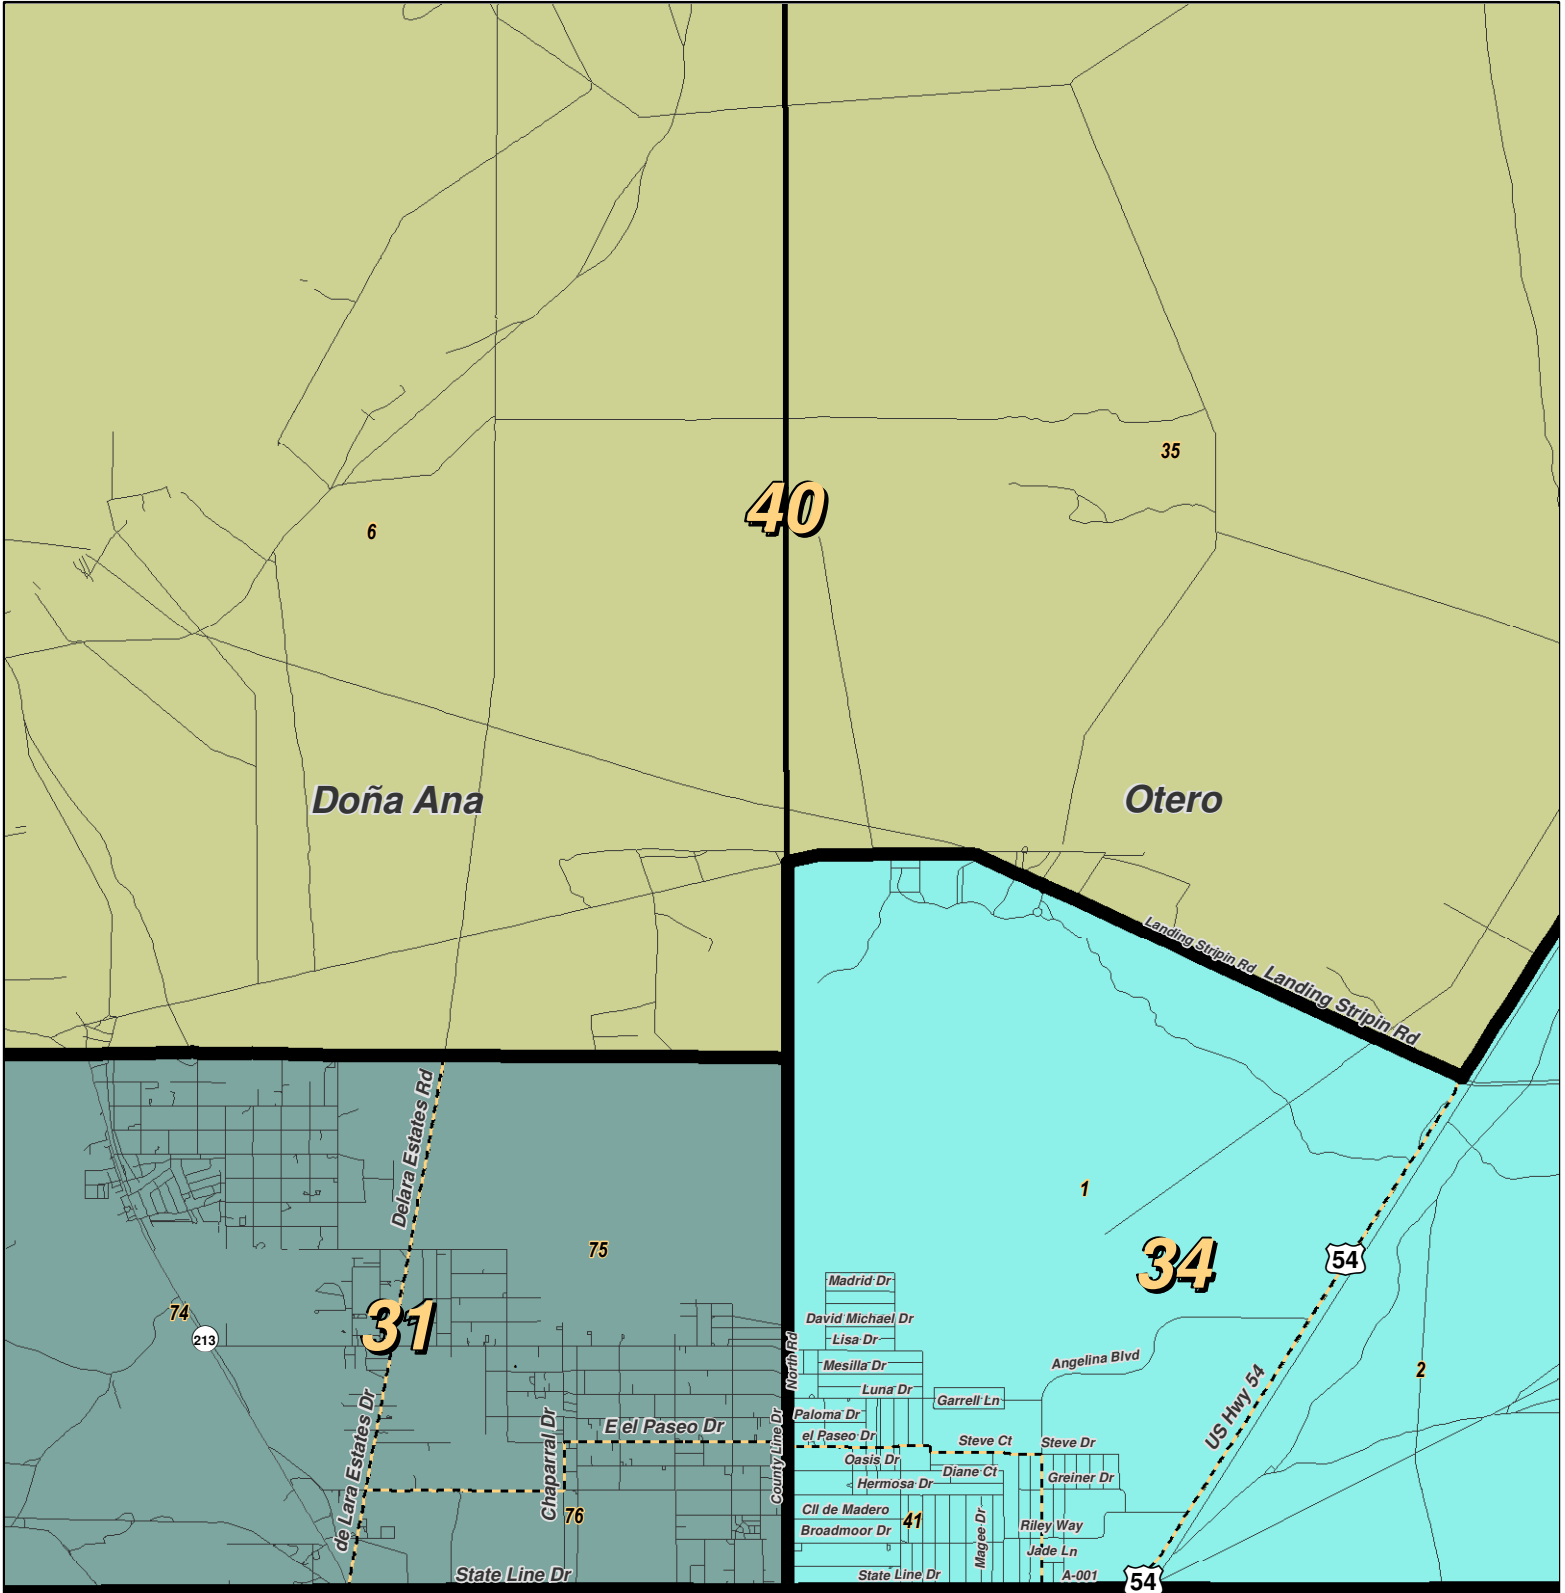 35
40
6
Doña Ana
Otero
Landing Stripin Rd
Landing Stripin Rd
Delara Estates Rd
1
75
34
54
Madrid Dr
74
31
David Michael Dr
213
Lisa Dr
North Rd
Mesilla Dr
Angelina Blvd
2
Luna Dr
Garrell Ln
US Hwy 54
Paloma Dr
E el Paseo Dr
el Paseo Dr
Steve Ct
Steve Dr
de Lara Estates Dr
Chaparral Dr
County Line Dr
Oasis Dr
Diane Ct
Greiner Dr
Hermosa Dr
Cll de Madero
76
41
Magee Dr
Riley Way
Broadmoor Dr
Jade Ln
State Line Dr
State Line Dr
A-001
54